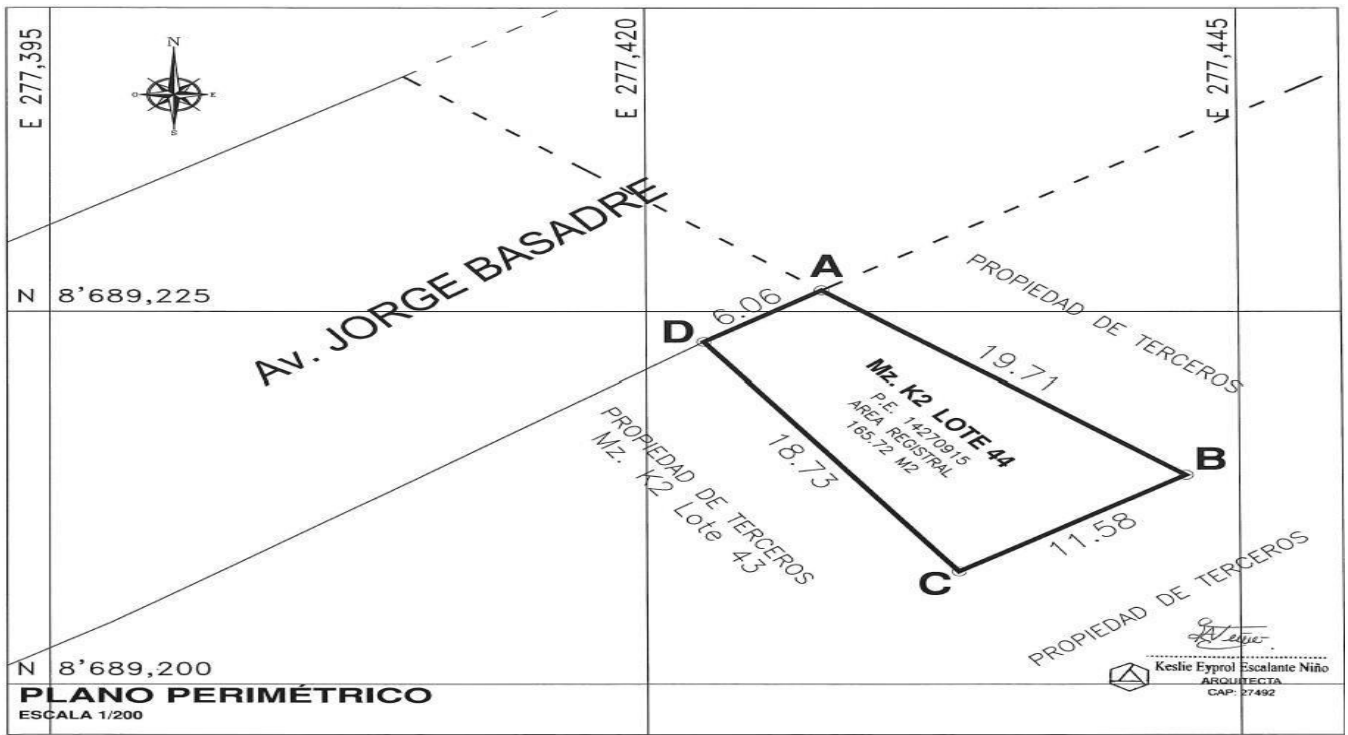 E 277,395
E 277,420
E 277,445
N
O
E
S
Av. JORGE BASADRE
N 8'689,225
A
6.06
D
PROPIEDAD DE TERCEROS
19.71
Mz. K2 LOTE 44
P.E. 14270915
AREA REGISTRAL
165.72 M2
B
18.73
PROPIEDAD DE TERCEROS
Mz. K2 Lote 43
11.58
C
PROPIEDAD DE TERCEROS
N 8'689,200
Keslie Eyprol Escalante Niño
ARQUITECTA
CAP: 27492
PLANO PERIMÉTRICO
ESCALA 1/200